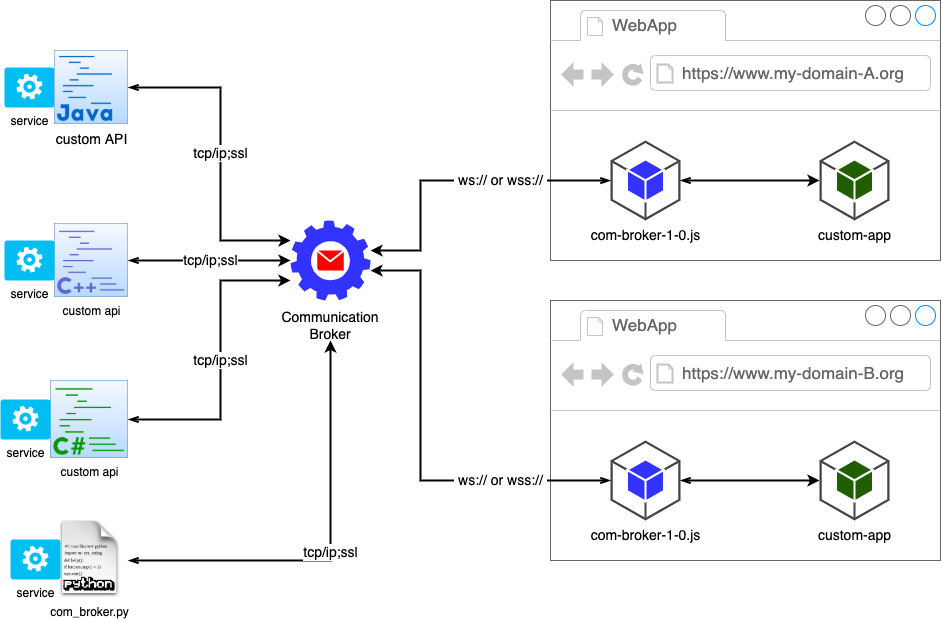 WebApp
https://www.my-domain-A.org
Java
service
custom API
tcp/ip;ssl
ws:// or wss://
com-broker-1-0.js
custom-app
C++
service
custom api
tcp/ip;ssl
Communication
Broker
WebApp
https://www.my-domain-B.org
tcp/ip;ssl
C#
service
custom api
ws:// or wss://
com-broker-1-0.js
custom-app
tcp/ip;ssl
python
service
com_broker.py